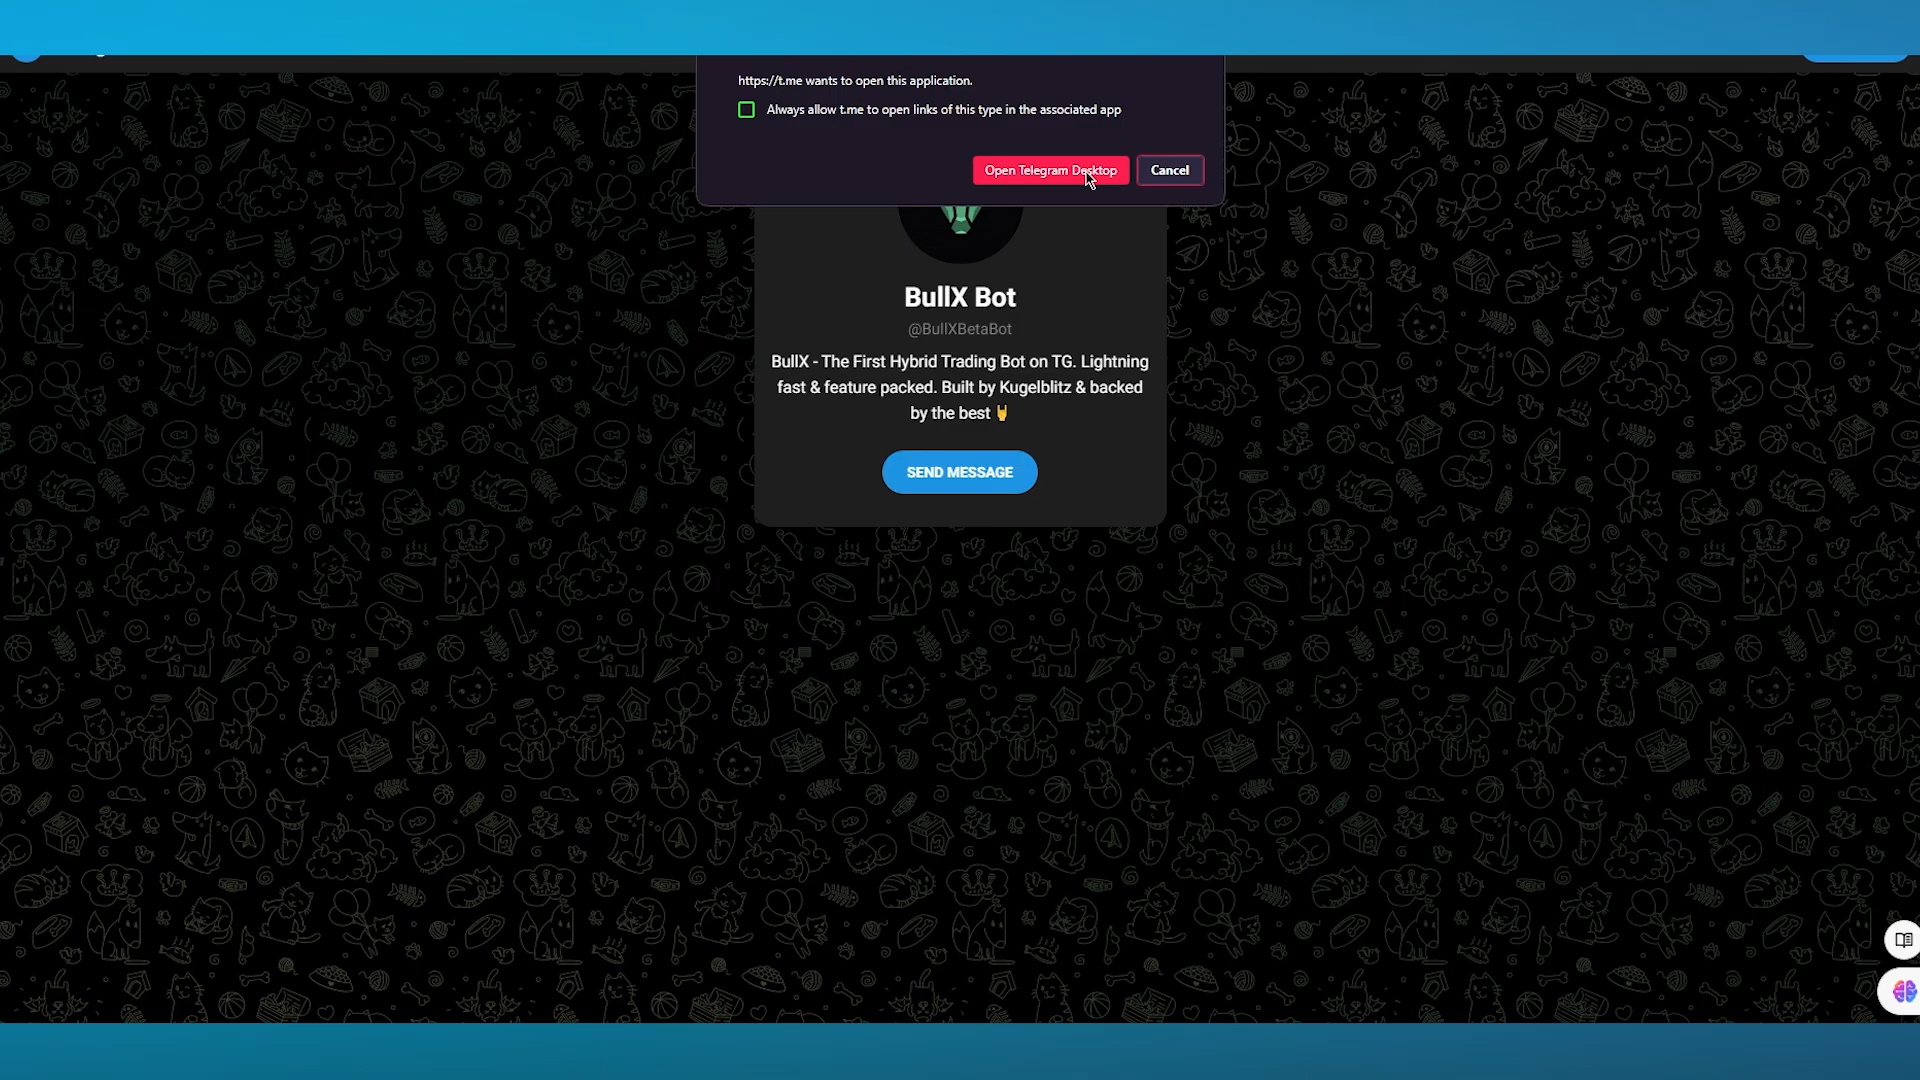 https://t.me wants to open this application.
Always allow t.me to open links of this type in the associated app
Open Telegram Desktop
Cancel
BullX Bot
@BullXBetaBot
BullX - The First Hybrid Trading Bot on TG. Lightning
fast & feature packed. Built by Kugelblitz & backed
by the best 🤘
SEND MESSAGE